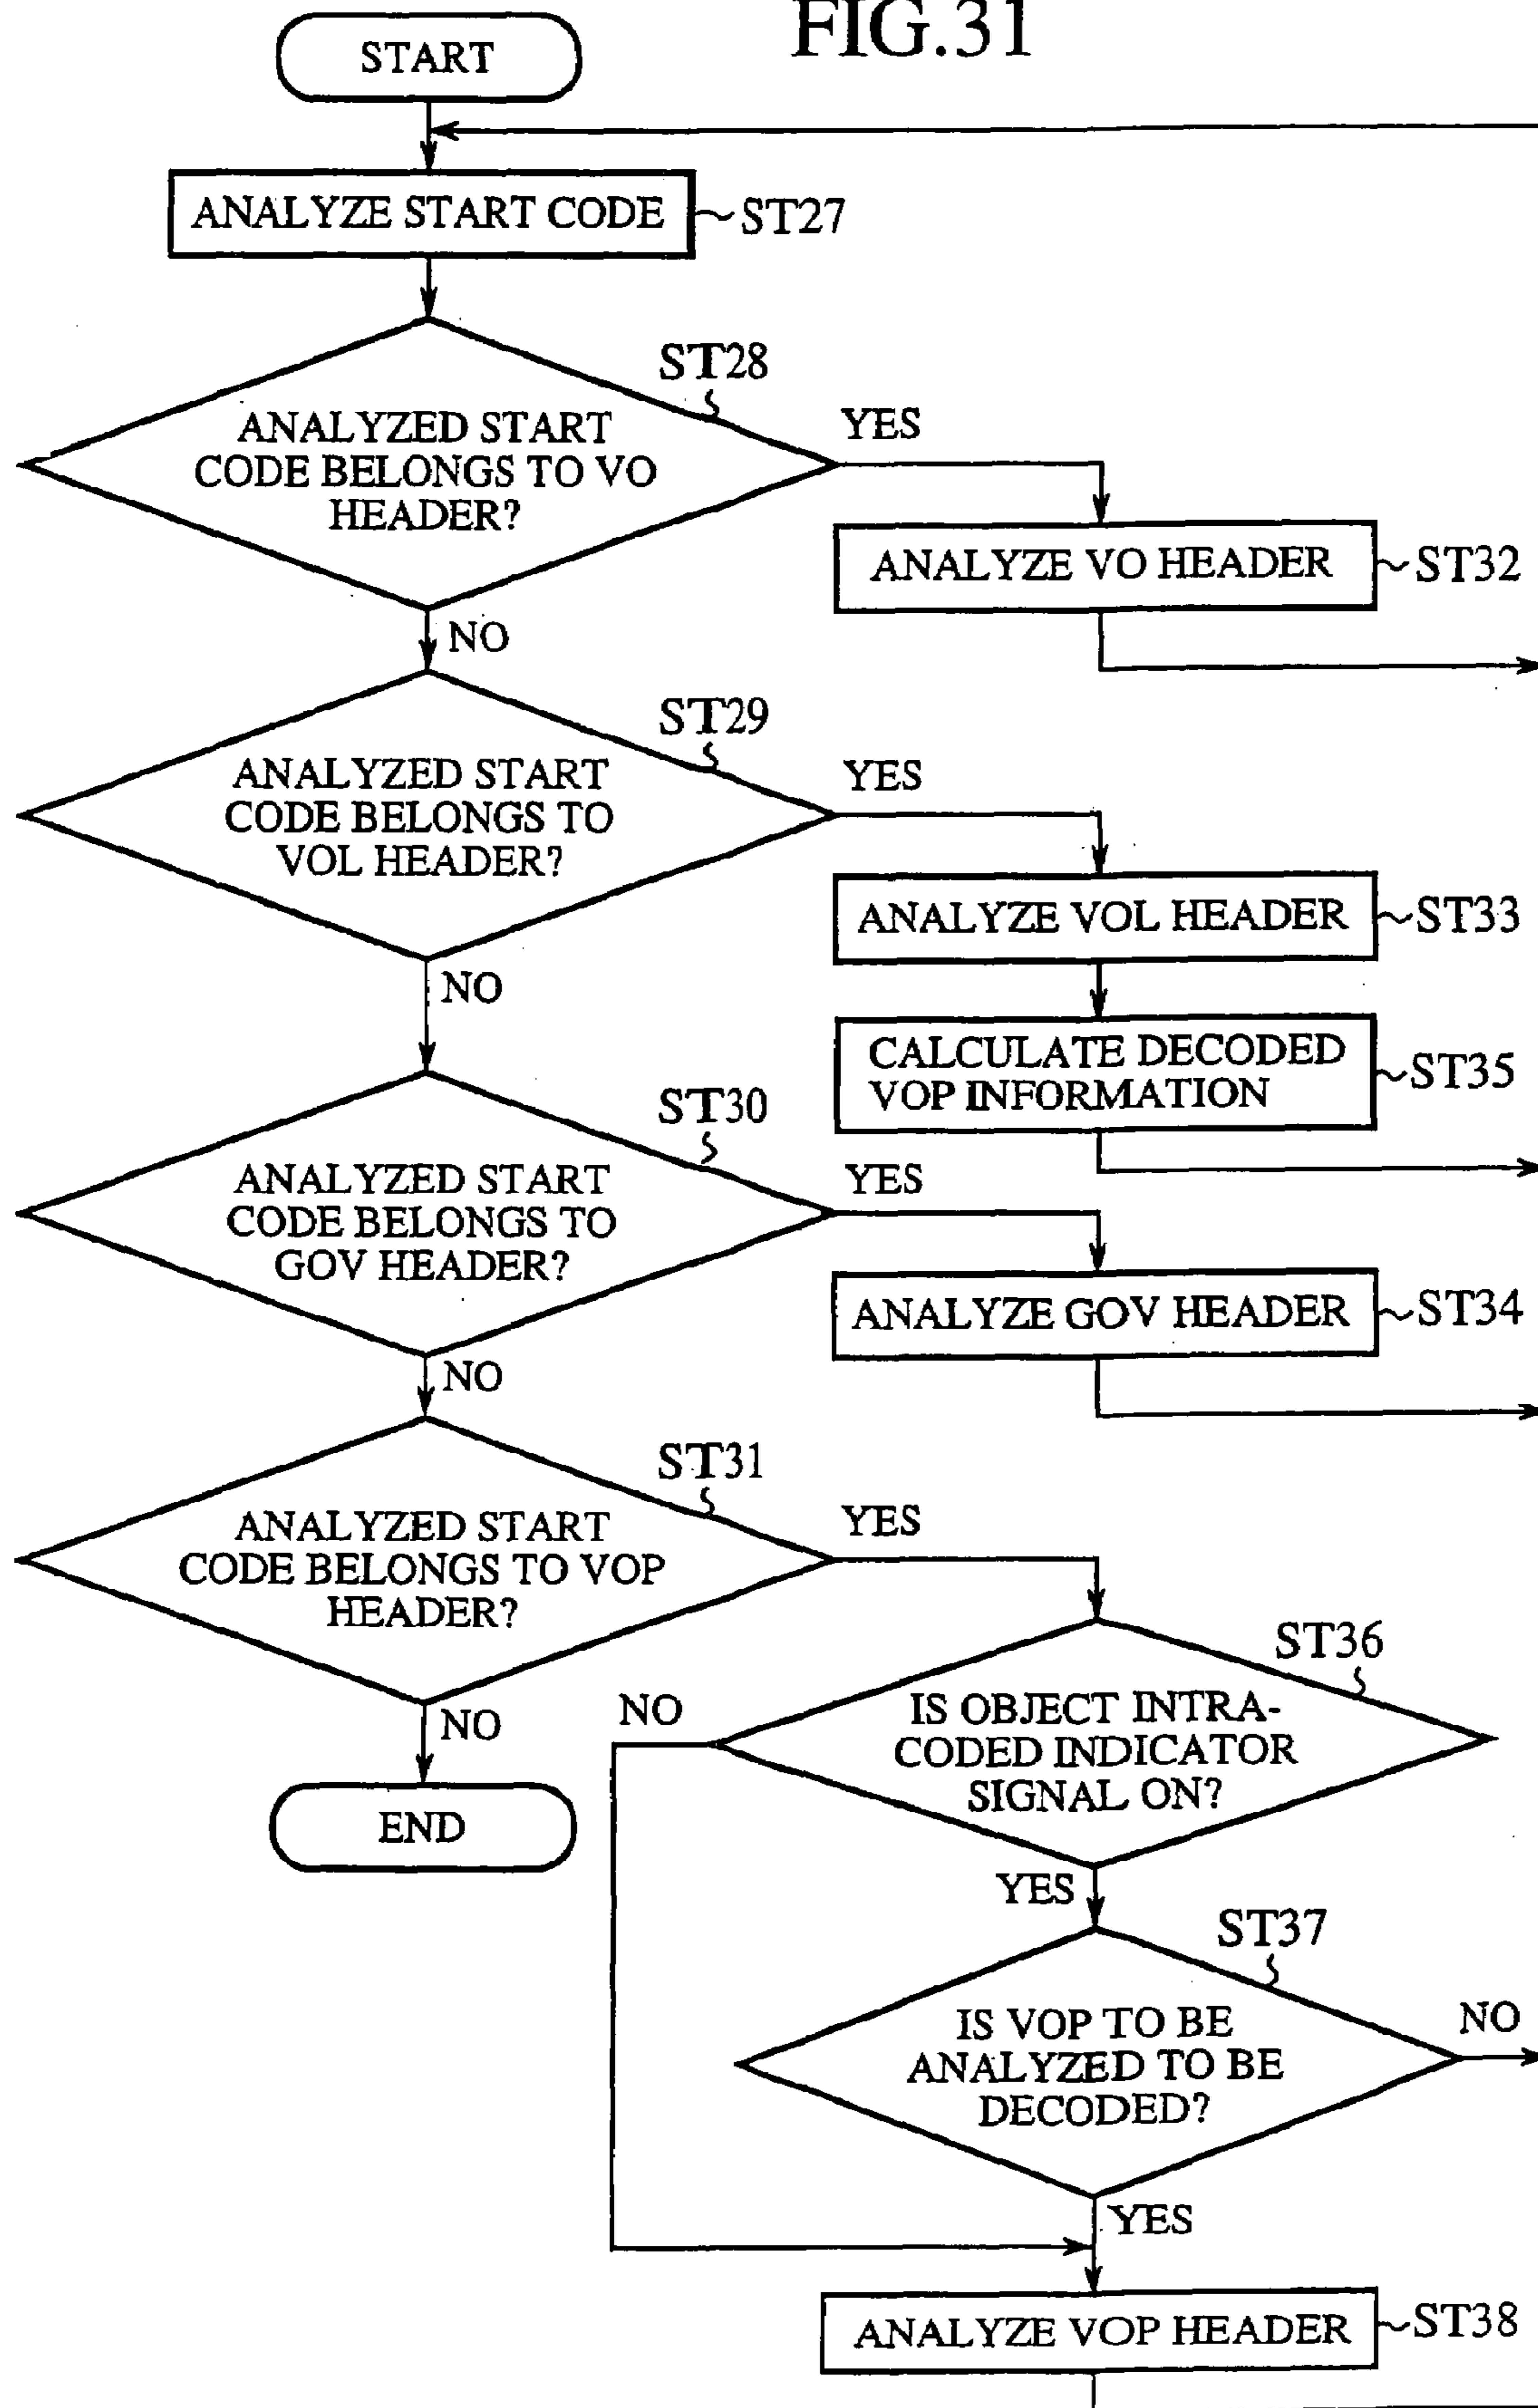 FIG.31
START
ANALYZE START CODE
ST27
ST28
ANALYZED START
CODE BELONGS TO VO
HEADER?
YES
NO
ANALYZE VO HEADER
ST32
ST29
ANALYZED START
CODE BELONGS TO
VOL HEADER?
YES
NO
ANALYZE VOL HEADER
ST33
CALCULATE DECODED
VOP INFORMATION
ST35
ST30
ANALYZED START
CODE BELONGS TO
GOV HEADER?
YES
NO
ANALYZE GOV HEADER
ST34
ST31
ANALYZED START
CODE BELONGS TO VOP
HEADER?
YES
NO
END
ST36
IS OBJECT INTRA-
CODED INDICATOR
SIGNAL ON?
NO
YES
ST37
IS VOP TO BE
ANALYZED TO BE
DECODED?
NO
YES
ANALYZE VOP HEADER
ST38